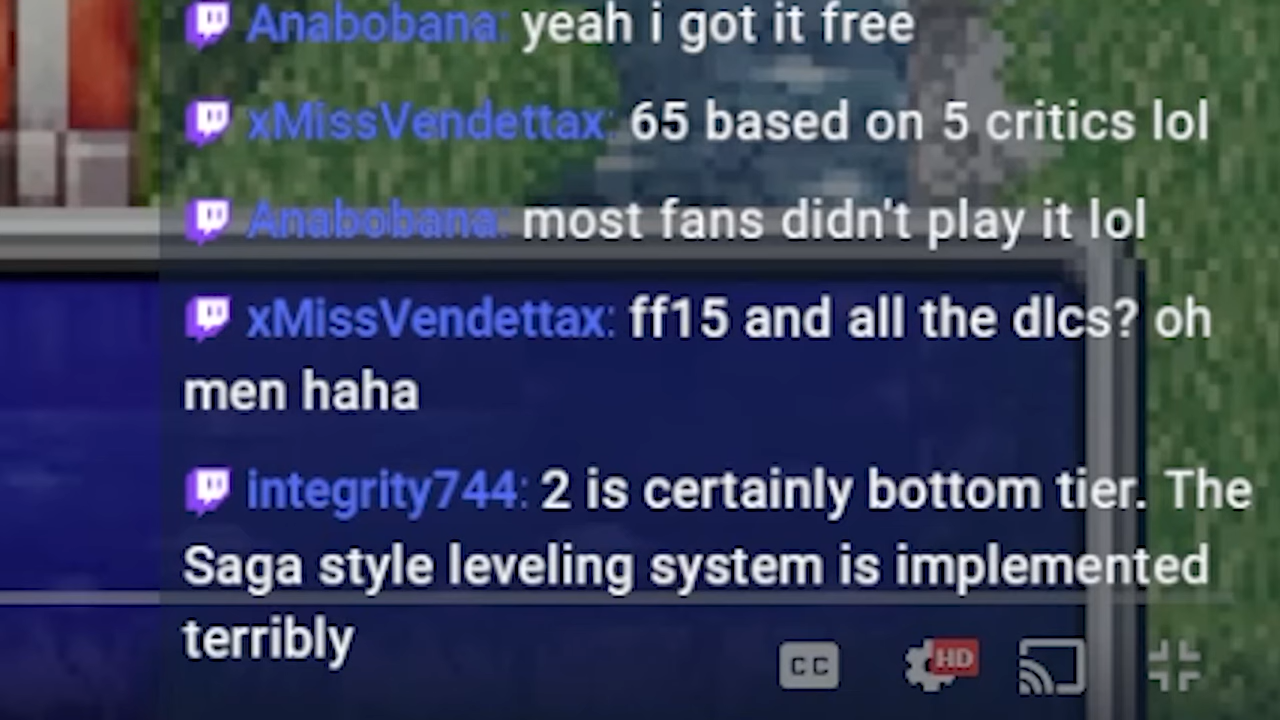 Anabobana: yeah i got it free
xMissVendettax: 65 based on 5 critics lol
Anabobana: most fans didn't play it lol
xMissVendettax: ff15 and all the dlcs? oh
men haha
integrity744: 2 is certainly bottom tier. The
Saga style leveling system is implemented
terribly
CC HD